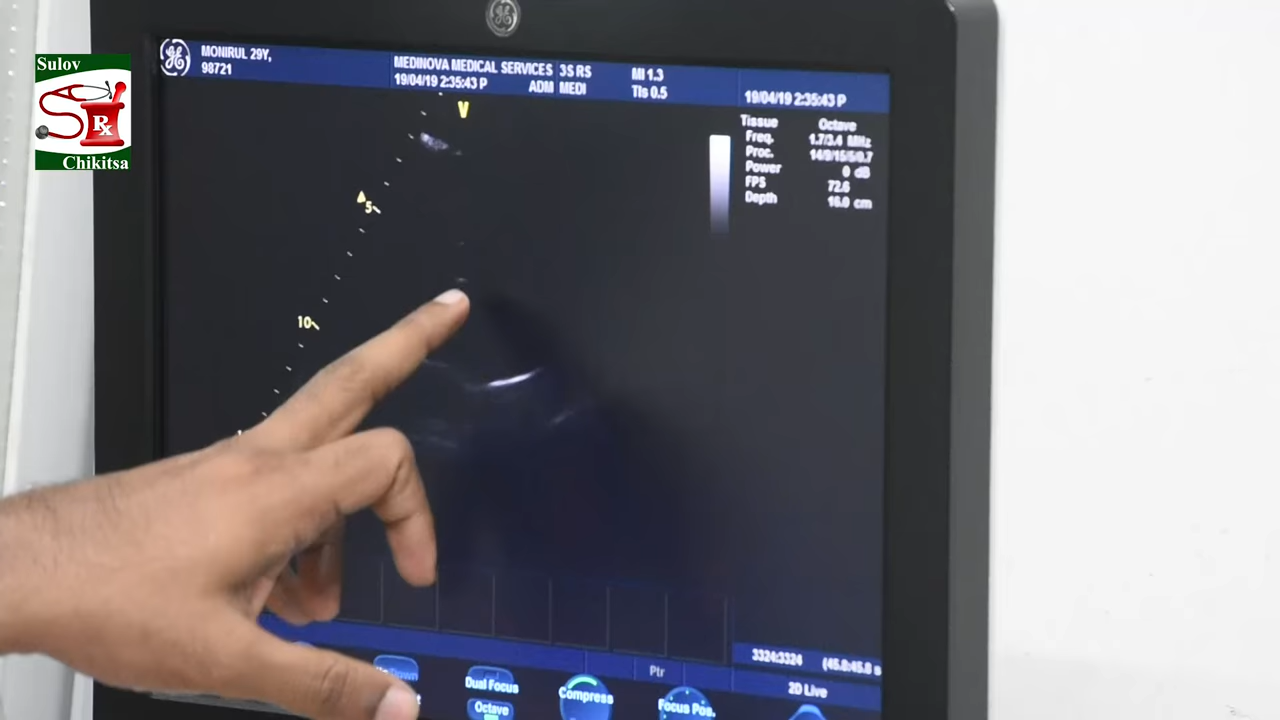 Sulov
Rx
Chikitsa
GE
MONIRUL 29Y,
98721
MEDINOVA MEDICAL SERVICES
19/04/19 2:35:43 P
ADM
3S RS
MEDI
MI 1.3
TIs 0.5
19/04/19 2:35:43 P
Tissue Octave
Freq. 1.7/3.4 MHz
Proc.
Power 0 dB
FPS 72.6
Depth 16.0 cm
V
5
10
3324:3324
Ptr
2D Live
Dual Focus
Octave
Compress
Focus Pos.